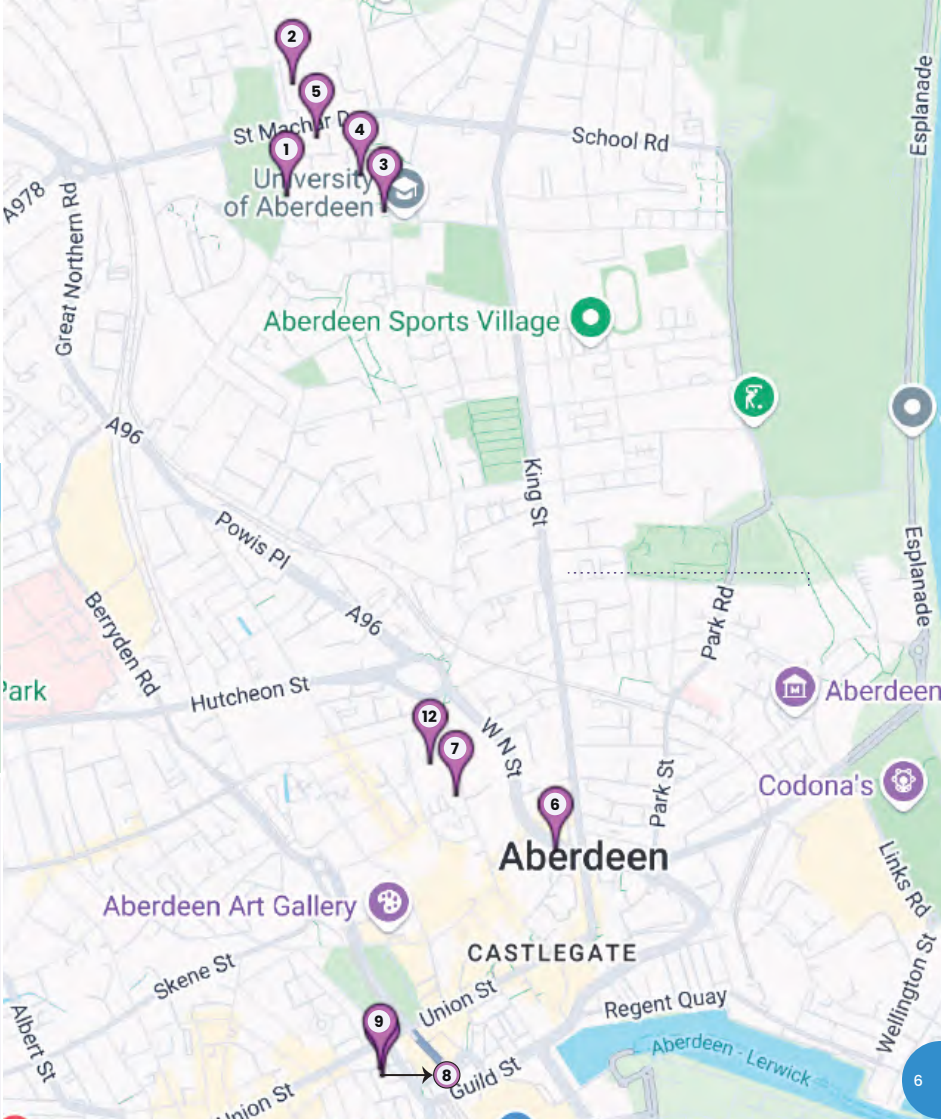 2
5
St Machar D
4
1
3
School Rd
Esplanade
University
of Aberdeen
A978
Great Northern Rd
Aberdeen Sports Village
A96
King St
Powis Pl
Esplanade
A96
Berryden Rd
Park Rd
Park
Hutcheon St
Aberdeen
12
W N St
7
Codona's
Park St
6
Aberdeen
Links Rd
Aberdeen Art Gallery
CASTLEGATE
Skene St
Wellington St
Union St
Regent Quay
Albert St
9
Aberdeen - Lerwick
8
Guild St
6
Union St